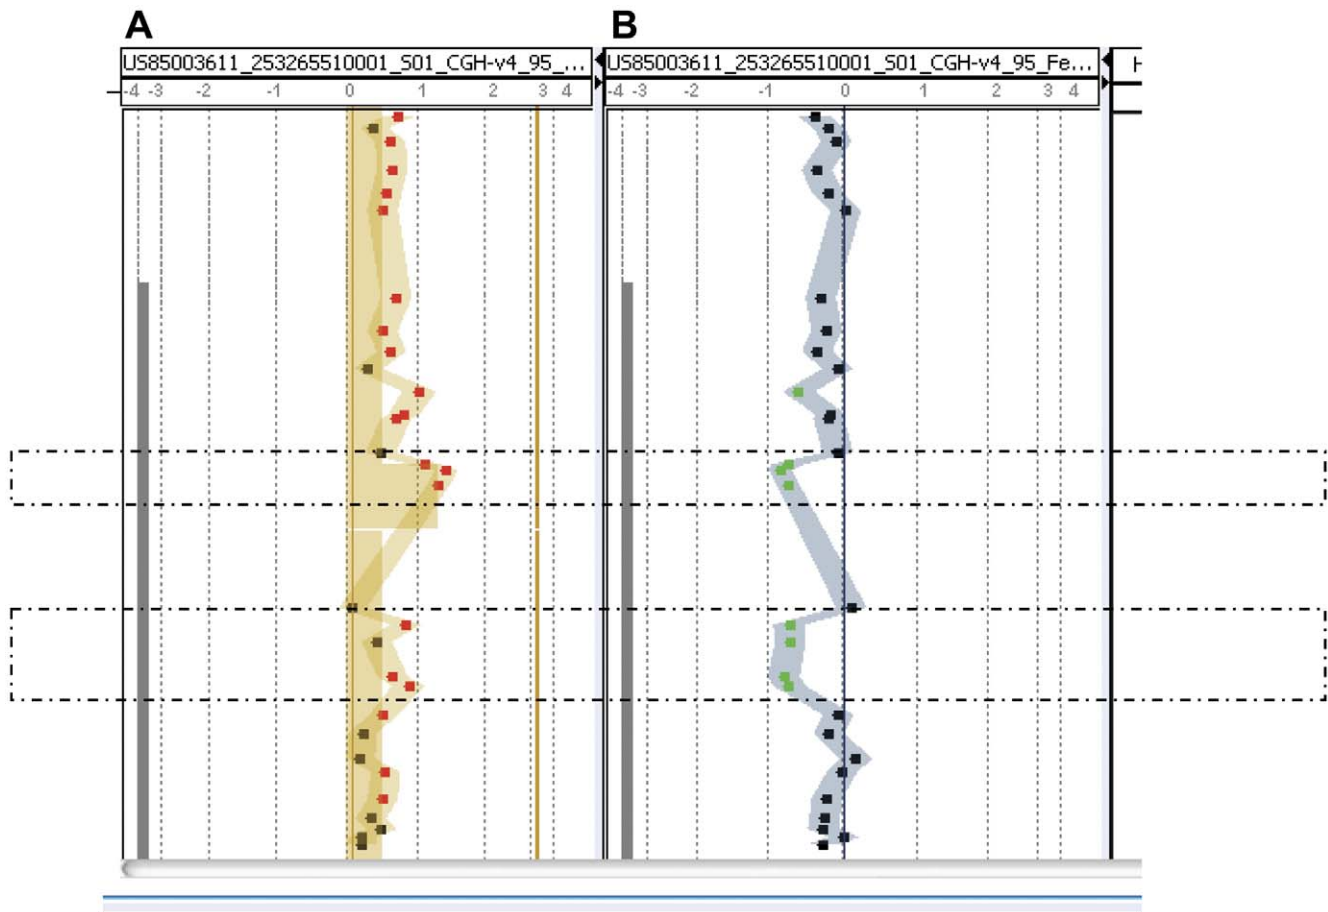 A
B
US85003611_253265510001_S01_CGH-v4_95_...
US85003611_253265510001_S01_CGH-v4_95_Fe...
-4 -3 -2 -1 0 1 2 3 4
-4 -3 -2 -1 0 1 2 3 4